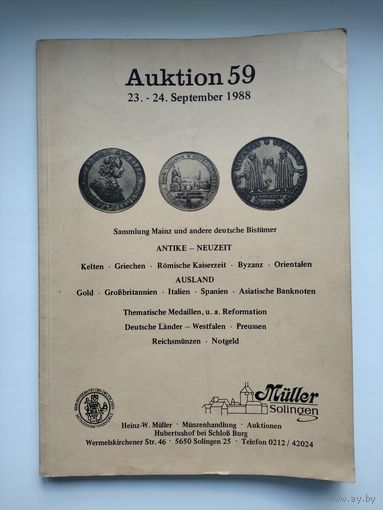 Auktion 59
23. - 24. September 1988
Sammlung Mainz und andere deutsche Bistümer
ANTIKE – NEUZEIT
Kelten · Griechen · Römische Kaiserzeit · Byzanz · Orientalen
AUSLAND
Gold · Großbritannien · Italien · Spanien · Asiatische Banknoten
Thematische Medaillen, u. a. Reformation
Deutsche Länder – Westfalen · Preussen
Reichsmünzen · Notgeld
Müller
Solingen
Heinz-W. Müller · Münzenhandlung · Auktionen
Hubertushof bei Schloß Burg
Wermelskirchener Str. 46 · 5650 Solingen 25 · Telefon 0212 / 42024
ay.by